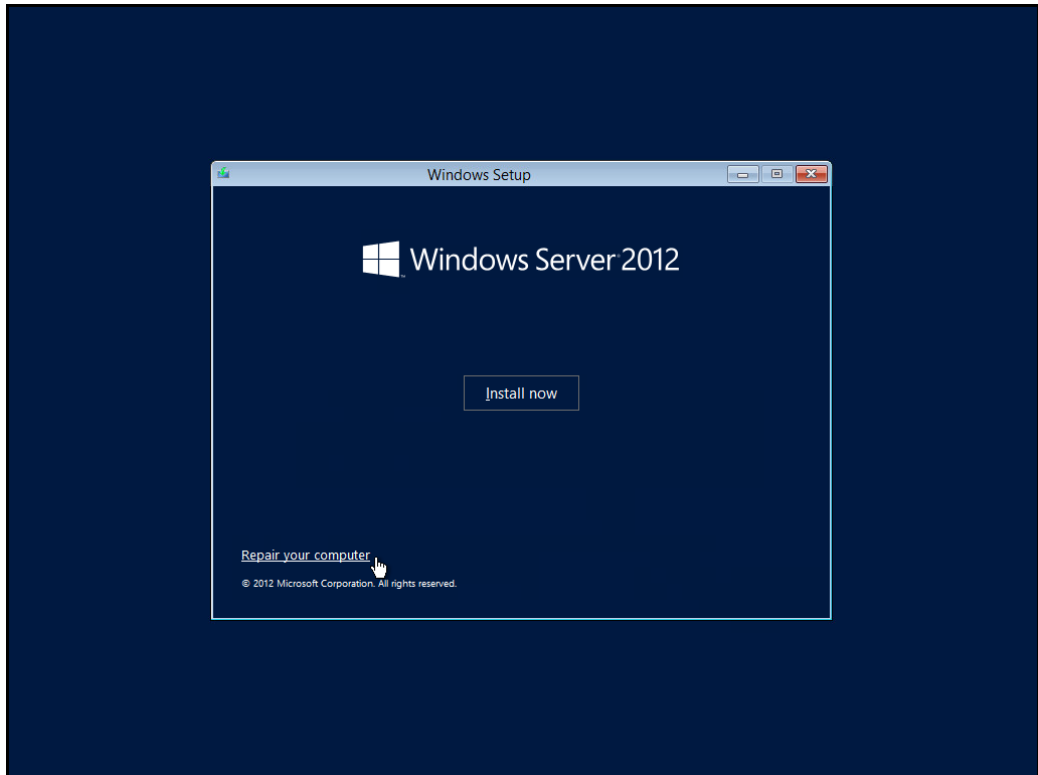 Windows Setup
Windows Server 2012
Install now
Repair your computer
© 2012 Microsoft Corporation. All rights reserved.